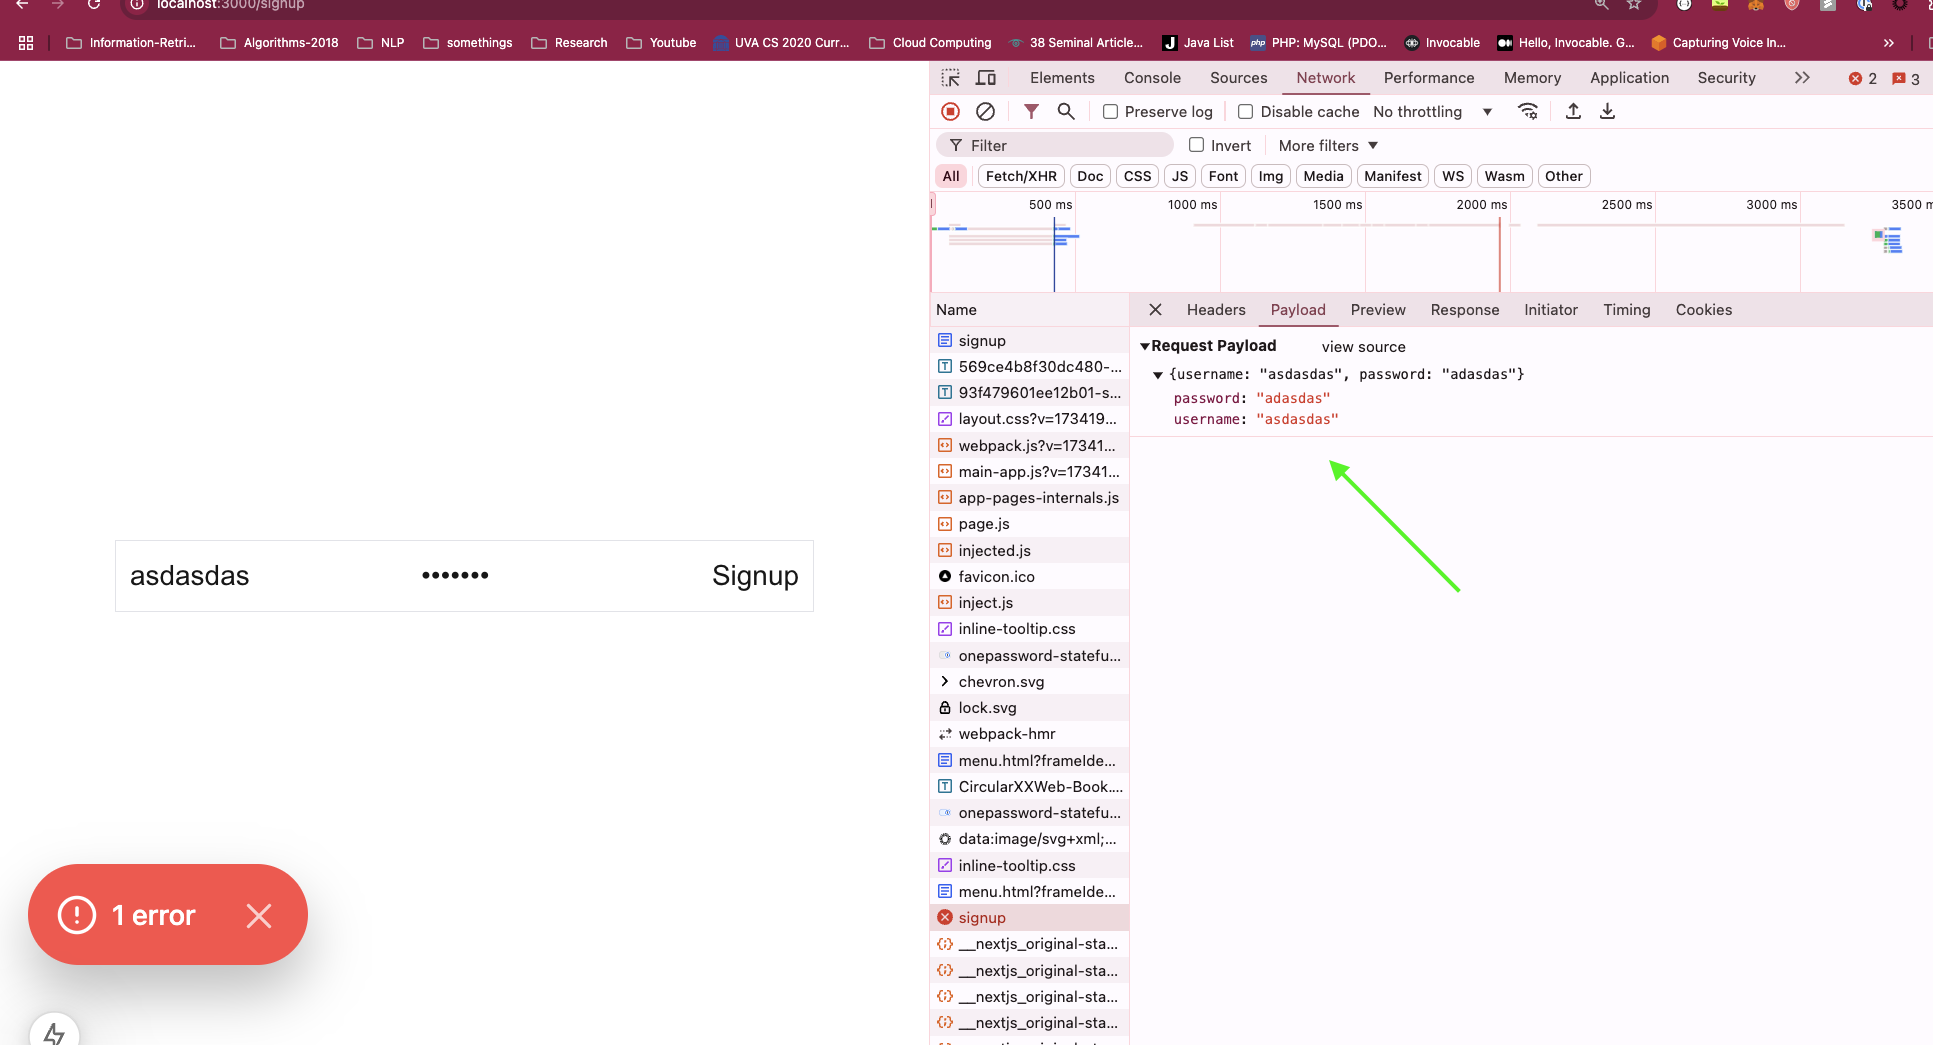 localhost:3000/signup
Information-Retri...
Algorithms-2018
NLP
somethings
Research
Youtube
UVA CS 2020 Curr...
Cloud Computing
38 Seminal Article...
Java List
PHP: MySQL (PDO...
Invocable
Hello, Invocable. G...
Capturing Voice In...
Elements
Console
Sources
Network
Performance
Memory
Application
Security
2
3
Preserve log
Disable cache
No throttling
Filter
Invert
More filters
All
Fetch/XHR
Doc
CSS
JS
Font
Img
Media
Manifest
WS
Wasm
Other
500 ms
1000 ms
1500 ms
2000 ms
2500 ms
3000 ms
3500 m
Name
signup
569ce4b8f30dc480-...
93f479601ee12b01-s...
layout.css?v=173419...
webpack.js?v=17341...
main-app.js?v=17341...
app-pages-internals.js
page.js
injected.js
favicon.ico
inject.js
inline-tooltip.css
onepassword-statefu...
chevron.svg
lock.svg
webpack-hmr
menu.html?frameIde...
CircularXXWeb-Book....
onepassword-statefu...
data:image/svg+xml;...
inline-tooltip.css
menu.html?frameIde...
signup
__nextjs_original-sta...
__nextjs_original-sta...
__nextjs_original-sta...
__nextjs_original-sta...
Headers
Payload
Preview
Response
Initiator
Timing
Cookies
Request Payload
view source
{username: "asdasdas", password: "adasdas"}
password: "adasdas"
username: "asdasdas"
asdasdas
•••••••
Signup
1 error